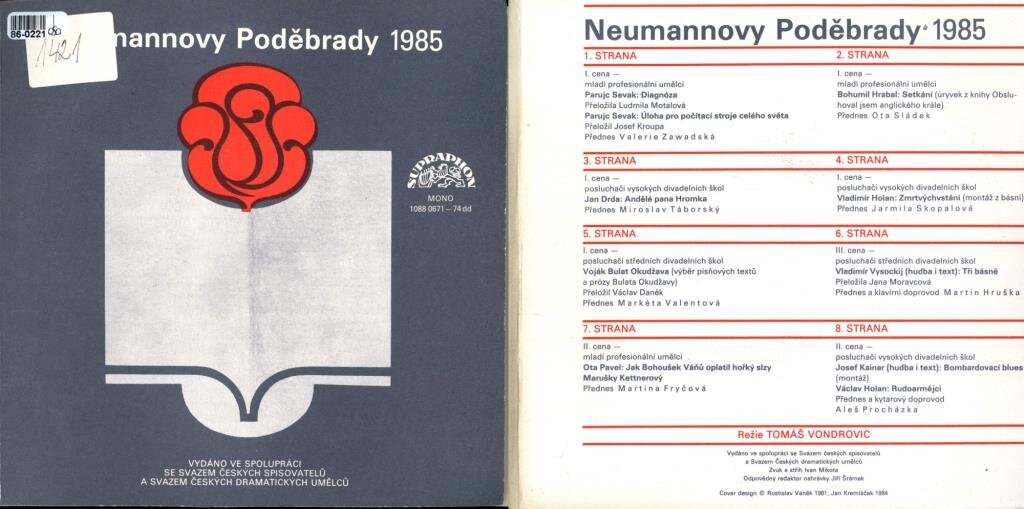 86-0221
1421
mannovy Poděbrady 1985
SUPRAPHON
MONO
1088 0671 – 74 dd
VYDÁNO VE SPOLUPRÁCI
SE SVAZEM ČESKÝCH SPISOVATELŮ
A SVAZEM ČESKÝCH DRAMATICKÝCH UMĚLCŮ
Neumannovy Poděbrady 1985
1. STRANA
I. cena —
mladí profesionální umělci
Parujc Sevak: Diagnóza
Přeložila Ludmila Motalová
Parujc Sevak: Úloha pro počítací stroje celého světa
Přeložil Josef Kroupa
Přednes Valerie Zawadská
2. STRANA
I. cena —
mladí profesionální umělci
Bohumil Hrabal: Setkání (úryvek z knihy Obslu-
hoval jsem anglického krále)
Přednes Ota Sládek
3. STRANA
I. cena —
posluchači vysokých divadelních škol
Jan Drda: Andělé pana Hromka
Přednes Miroslav Táborský
4. STRANA
I. cena —
posluchači vysokých divadelních škol
Vladimír Holan: Zmrtvýchvstání (montáž z básní)
Přednes Jarmila Skopalová
5. STRANA
I. cena —
posluchači středních divadelních škol
Voják Bulat Okudžava (výběr písňových textů
a prózy Bulata Okudžavy)
Přeložil Václav Daněk
Přednes Markéta Valentová
6. STRANA
III. cena —
posluchači středních divadelních škol
Vladimír Vysockij (hudba i text): Tři básně
Přeložila Jana Moravcová
Přednes a klavírní doprovod Martin Hruška
7. STRANA
II. cena —
mladí profesionální umělci
Ota Pavel: Jak Bohoušek Váňů oplatil hořký slzy
Marušky Kettnerový
Přednes Martina Fryčová
8. STRANA
II. cena —
posluchači vysokých divadelních škol
Josef Kainar (hudba i text): Bombardovací blues
(montáž)
Václav Holan: Rudoarmějci
Přednes a kytarový doprovod
Aleš Procházka
Režie TOMÁŠ VONDROVIC
Vydáno ve spolupráci se Svazem českých spisovatelů
a Svazem Českých dramatických umělců
Zvuk a střih Ivan Mikota
Odpovědný redaktor nahrávky Jiří Šrámek
Cover design © Rostislav Vaněk 1981, Jan Kremláček 1984